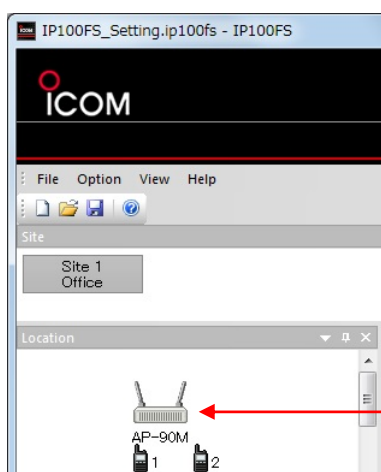 IP100FS_Setting.ip100fs - IP100FS
ICOM
File Option View Help
Site
Site 1
Office
Location
AP-90M
1 2